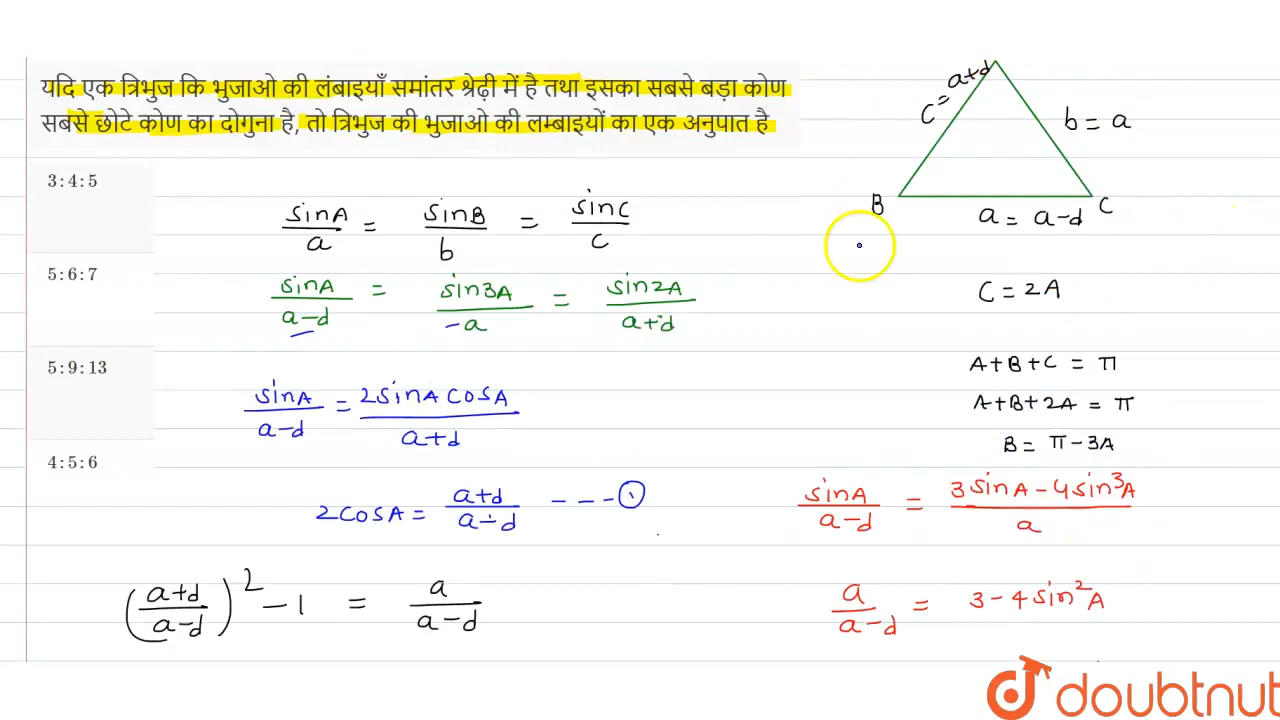 यदि एक त्रिभुज कि भुजाओ की लंबाइयाँ समांतर श्रेढ़ी में है तथा इसका सबसे बड़ा कोण
सबसे छोटे कोण का दोगुना है, तो त्रिभुज की भुजाओ की लम्बाइयों का एक अनुपात है
3 : 4 : 5
5 : 6 : 7
5 : 9 : 13
4 : 5 : 6
c = a+d
b = a
B
a = a-d
C
sinA/a = sinB/b = sinC/c
sinA/(a-d) = sin3A/a = sin2A/(a+d)
C = 2A
A+B+C = π
A+B+2A = π
B = π-3A
sinA/(a-d) = 2sinA cosA/(a+d)
2cosA = (a+d)/(a-d) ---- ①
sinA/(a-d) = (3sinA - 4sin³A)/a
((a+d)/(a-d))² - 1 = a/(a-d)
a/(a-d) = 3-4sin²A
doubtnut